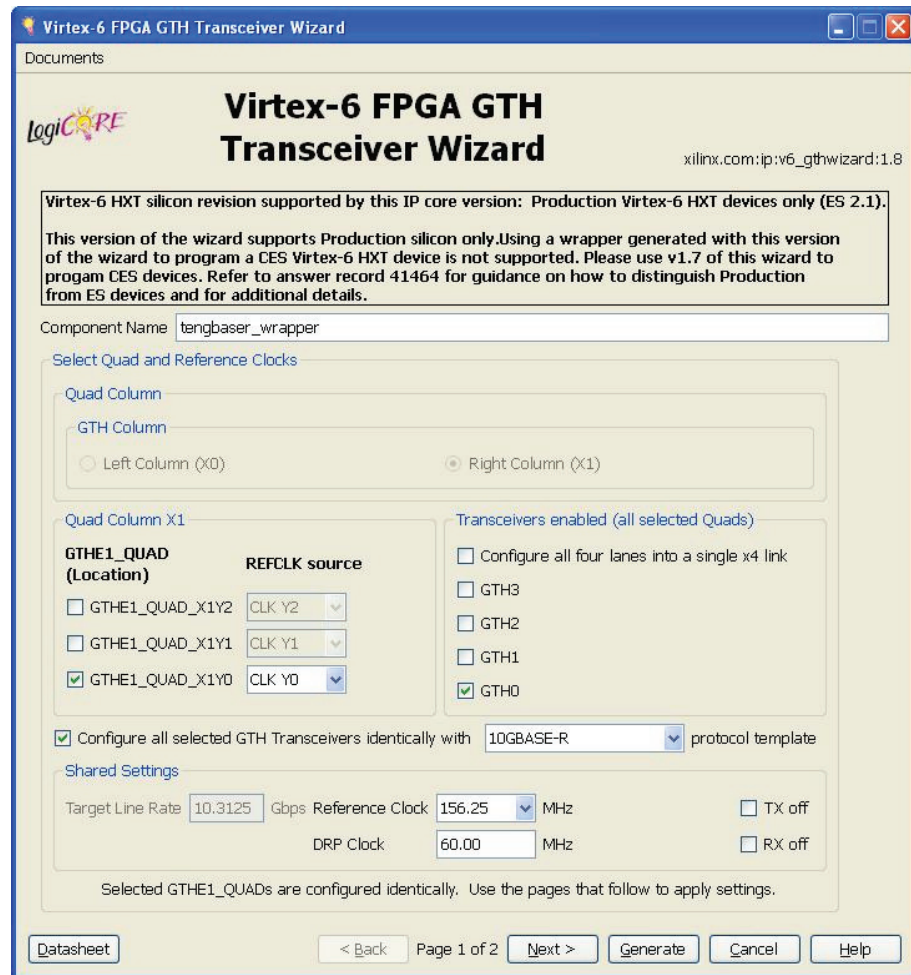 Virtex-6 FPGA GTH Transceiver Wizard
Documents
LogiCORE
Virtex-6 FPGA GTH
Transceiver Wizard
xilinx.com:ip:v6_gthwizard:1.8
Virtex-6 HXT silicon revision supported by this IP core version: Production Virtex-6 HXT devices only (ES 2.1).
This version of the wizard supports Production silicon only.Using a wrapper generated with this version
of the wizard to program a CES Virtex-6 HXT device is not supported. Please use v1.7 of this wizard to
progam CES devices. Refer to answer record 41464 for guidance on how to distinguish Production
from ES devices and for additional details.
Component Name tengbaser_wrapper
Select Quad and Reference Clocks
Quad Column
GTH Column
Left Column (X0) Right Column (X1)
Quad Column X1
GTHE1_QUAD
(Location)
REFCLK source
GTHE1_QUAD_X1Y2 CLK Y2
GTHE1_QUAD_X1Y1 CLK Y1
GTHE1_QUAD_X1Y0 CLK Y0
Transceivers enabled (all selected Quads)
Configure all four lanes into a single x4 link
GTH3
GTH2
GTH1
GTH0
Configure all selected GTH Transceivers identically with 10GBASE-R protocol template
Shared Settings
Target Line Rate 10.3125 Gbps Reference Clock 156.25 MHz TX off
DRP Clock 60.00 MHz RX off
Selected GTHE1_QUADs are configured identically. Use the pages that follow to apply settings.
Datasheet < Back Page 1 of 2 Next > Generate Cancel Help